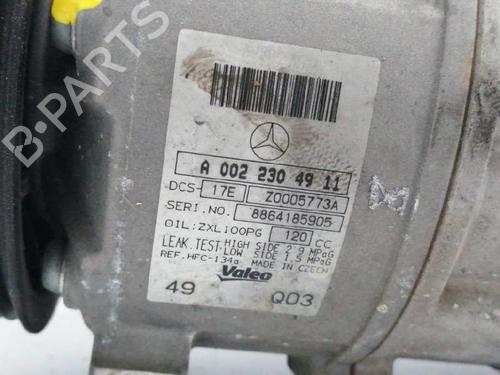 A 002 230 49 11
DCS- 17E Z0005773A
SERI.NO. 8864185905
OIL:ZXL100PG 120 CC
LEAK.TEST HIGH SIDE 2.9 MPaG
LOW SIDE 1.5 MPaG
REF.HFC-134a MADE IN CZECH
Valeo
49 Q03
B-PARTS